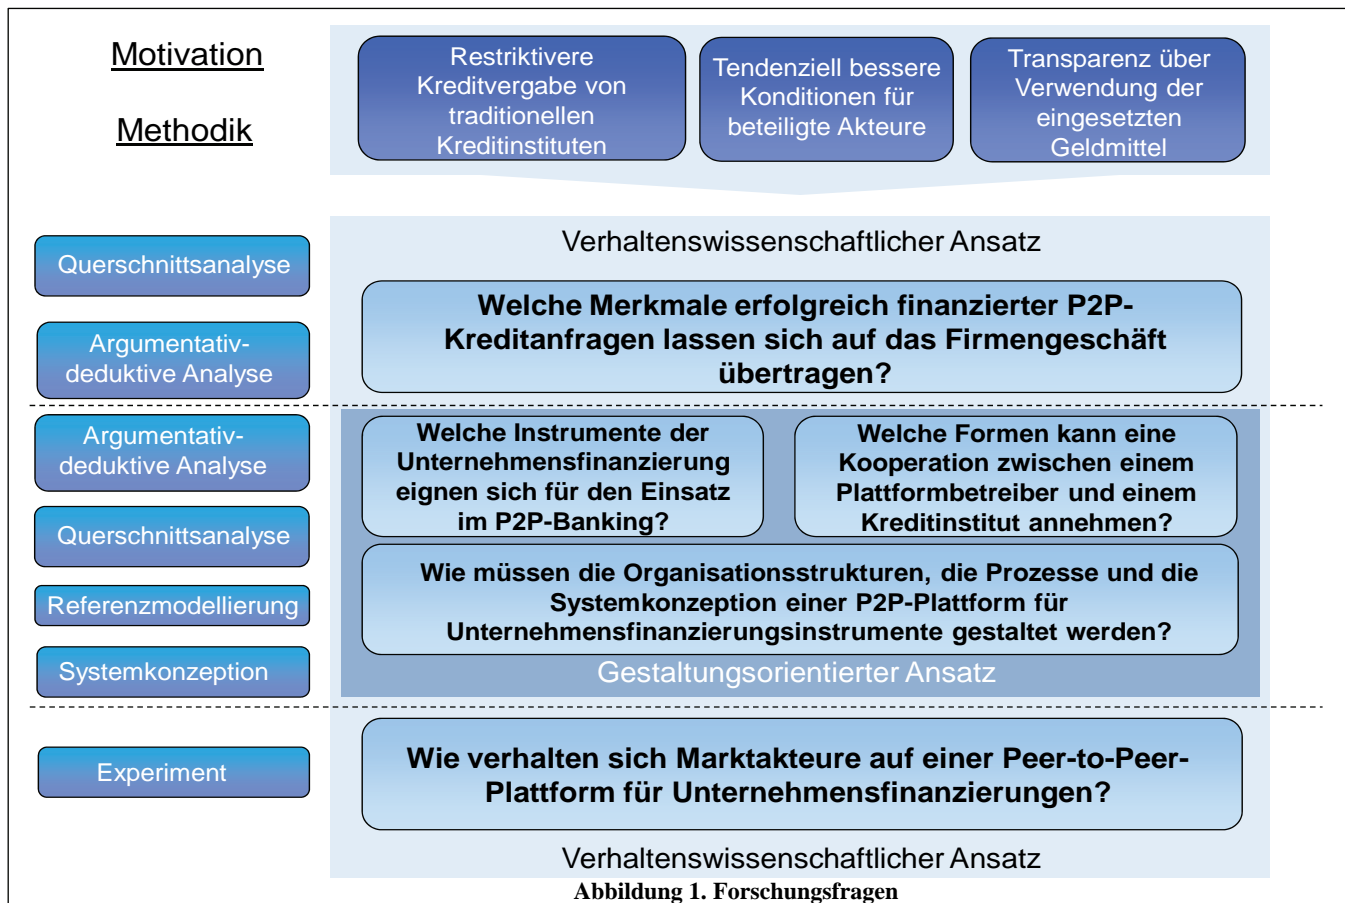 Motivation
Methodik
Restriktivere
Kreditvergabe von
traditionellen
Kreditinstituten
Tendenziell bessere
Konditionen für
beteiligte Akteure
Transparenz über
Verwendung der
eingesetzten
Geldmittel
Verhaltenswissenschaftlicher Ansatz
Querschnittsanalyse
Argumentativ-
deduktive Analyse
Welche Merkmale erfolgreich finanzierter P2P-
Kreditanfragen lassen sich auf das Firmengeschäft
übertragen?
Argumentativ-
deduktive Analyse
Querschnittsanalyse
Referenzmodellierung
Systemkonzeption
Welche Instrumente der
Unternehmensfinanzierung
eignen sich für den Einsatz
im P2P-Banking?
Welche Formen kann eine
Kooperation zwischen einem
Plattformbetreiber und einem
Kreditinstitut annehmen?
Wie müssen die Organisationsstrukturen, die Prozesse und die
Systemkonzeption einer P2P-Plattform für
Unternehmensfinanzierungsinstrumente gestaltet werden?
Gestaltungsorientierter Ansatz
Experiment
Wie verhalten sich Marktakteure auf einer Peer-to-Peer-
Plattform für Unternehmensfinanzierungen?
Verhaltenswissenschaftlicher Ansatz
Abbildung 1. Forschungsfragen